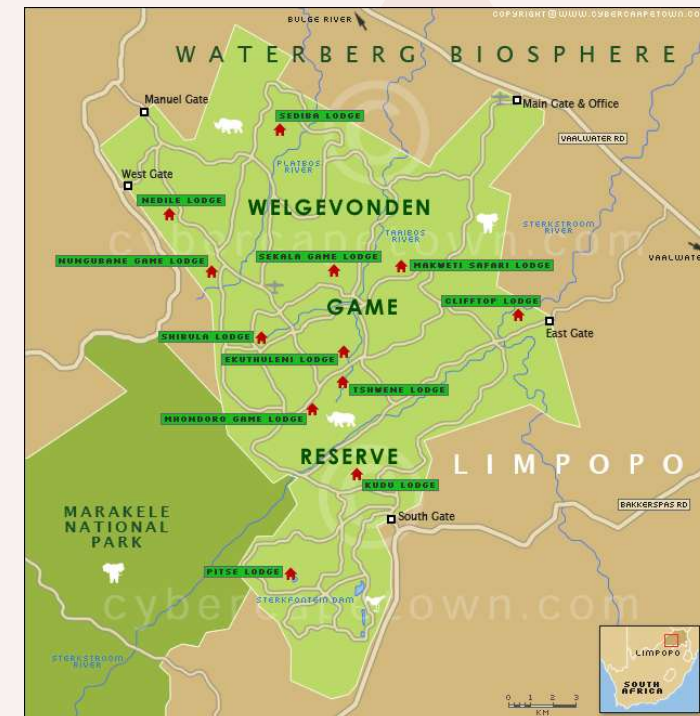 COPYRIGHT © WWW.CYBERCAPETOWN.CO
BULGE RIVER
WATERBERG BIOSPHERE
Manuel Gate
Main Gate & Office
SEDIBA LODGE
VAALWATER RD
PLATBOS
RIVER
West Gate
MEDILE LODGE
WELGEVONDEN
STERKSTROOM
RIVER
TAAIBOS
RIVER
cybercapetown.com
VAALWATE
NUNGUBANE GAME LODGE
SEKALA GAME LODGE
MAKWETI SAFARI LODGE
CLIFFTOP LODGE
GAME
East Gate
SHIBULA LODGE
EKUTHULENI LODGE
TSHWENE LODGE
MHONDORO GAME LODGE
RESERVE
LIMPOPO
KUDU LODGE
BAKKERSPAS RD
MARAKELE
NATIONAL
PARK
South Gate
PITSE LODGE
STERKFONTEIN DAM
cybercapetown.com
STERKSTROOM
RIVER
LIMPOPO
SOUTH
AFRICA
0 1 2 3
KM